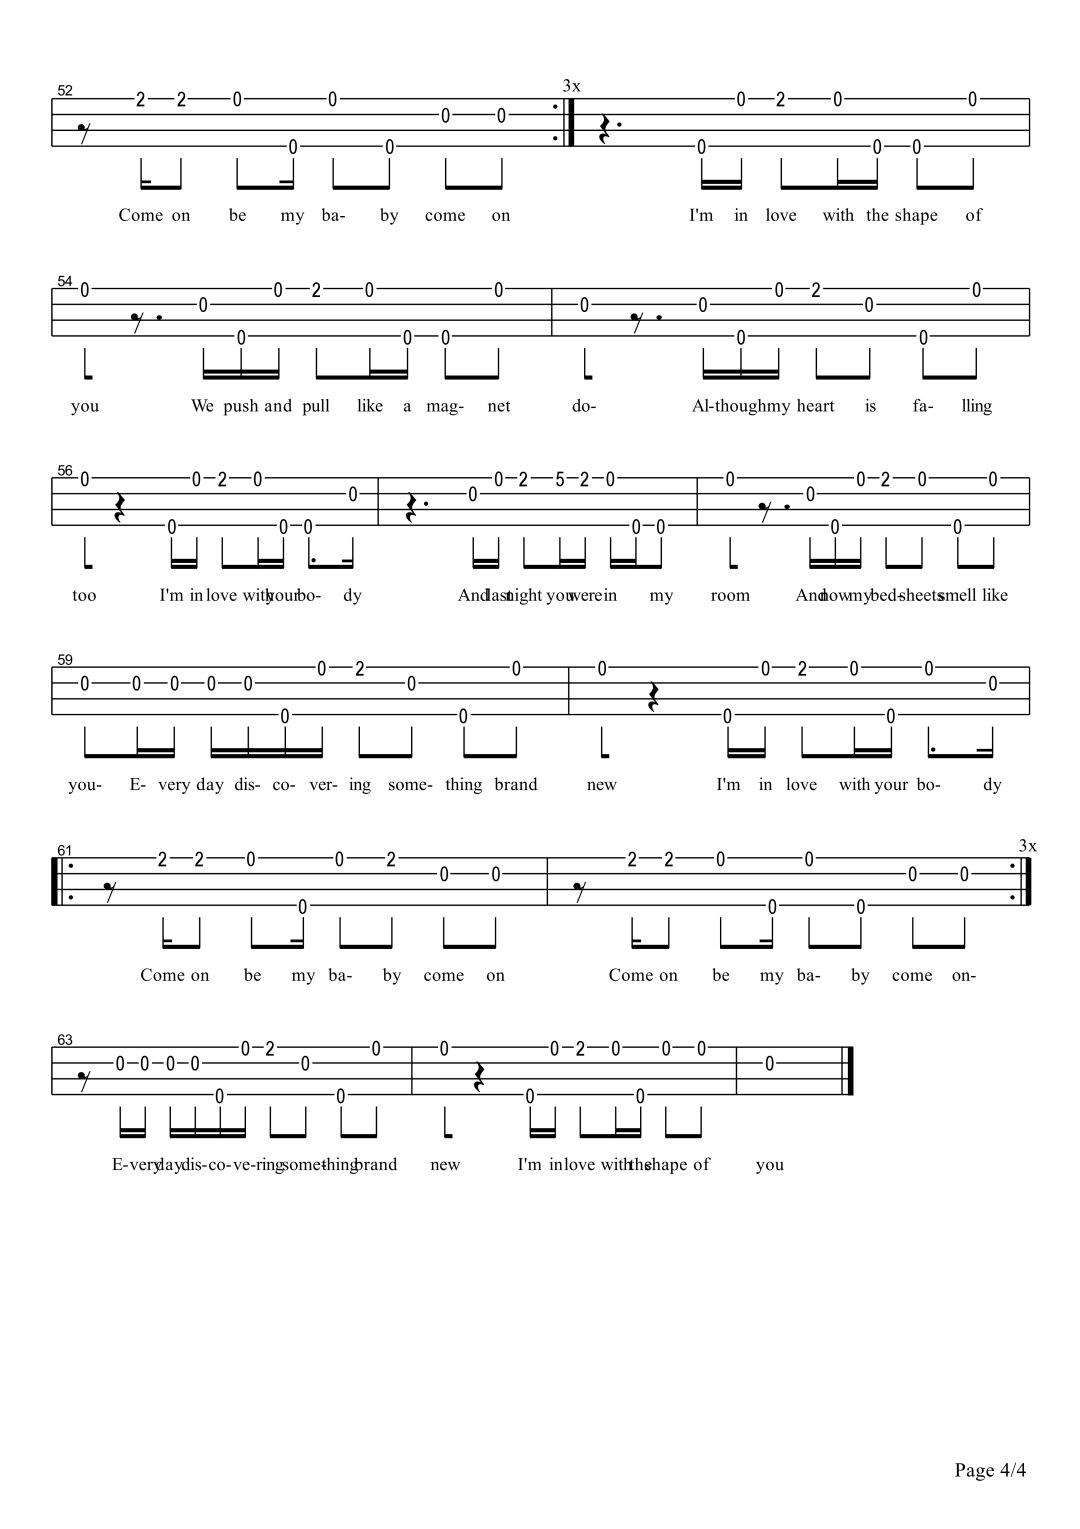 3x
52
2 2 0 0 0 0 0 0 0 0 2 0 0 0 0
Come on be my ba- by come on I'm in love with the shape of
54
0 0 0 0 2 0 0 0 0 0 0 0 0 2 0 0 0
you We push and pull like a mag- net do- Al-thoughmy heart is fa- lling
56
0 0 0 2 0 0 0 0 0 0 2 5 2 0 0 0 0 0 0 0 2 0 0 0
too I'm in love with your bo- dy And last night you were in my room And now my bed-sheets smell like
59
0 0 0 0 0 0 0 2 0 0 0 0 0 0 2 0 0 0 0
you- E- very day dis- co- ver- ing some- thing brand new I'm in love with your bo- dy
3x
61
2 2 0 0 0 2 0 0 2 2 0 0 0 0 0 0
Come on be my ba- by come on Come on be my ba- by come on-
63
0 0 0 0 0 0 2 0 0 0 0 0 0 2 0 0 0 0 0
E-very day dis-co-ve-ring some-thing brand new I'm in love with the shape of you
Page 4/4